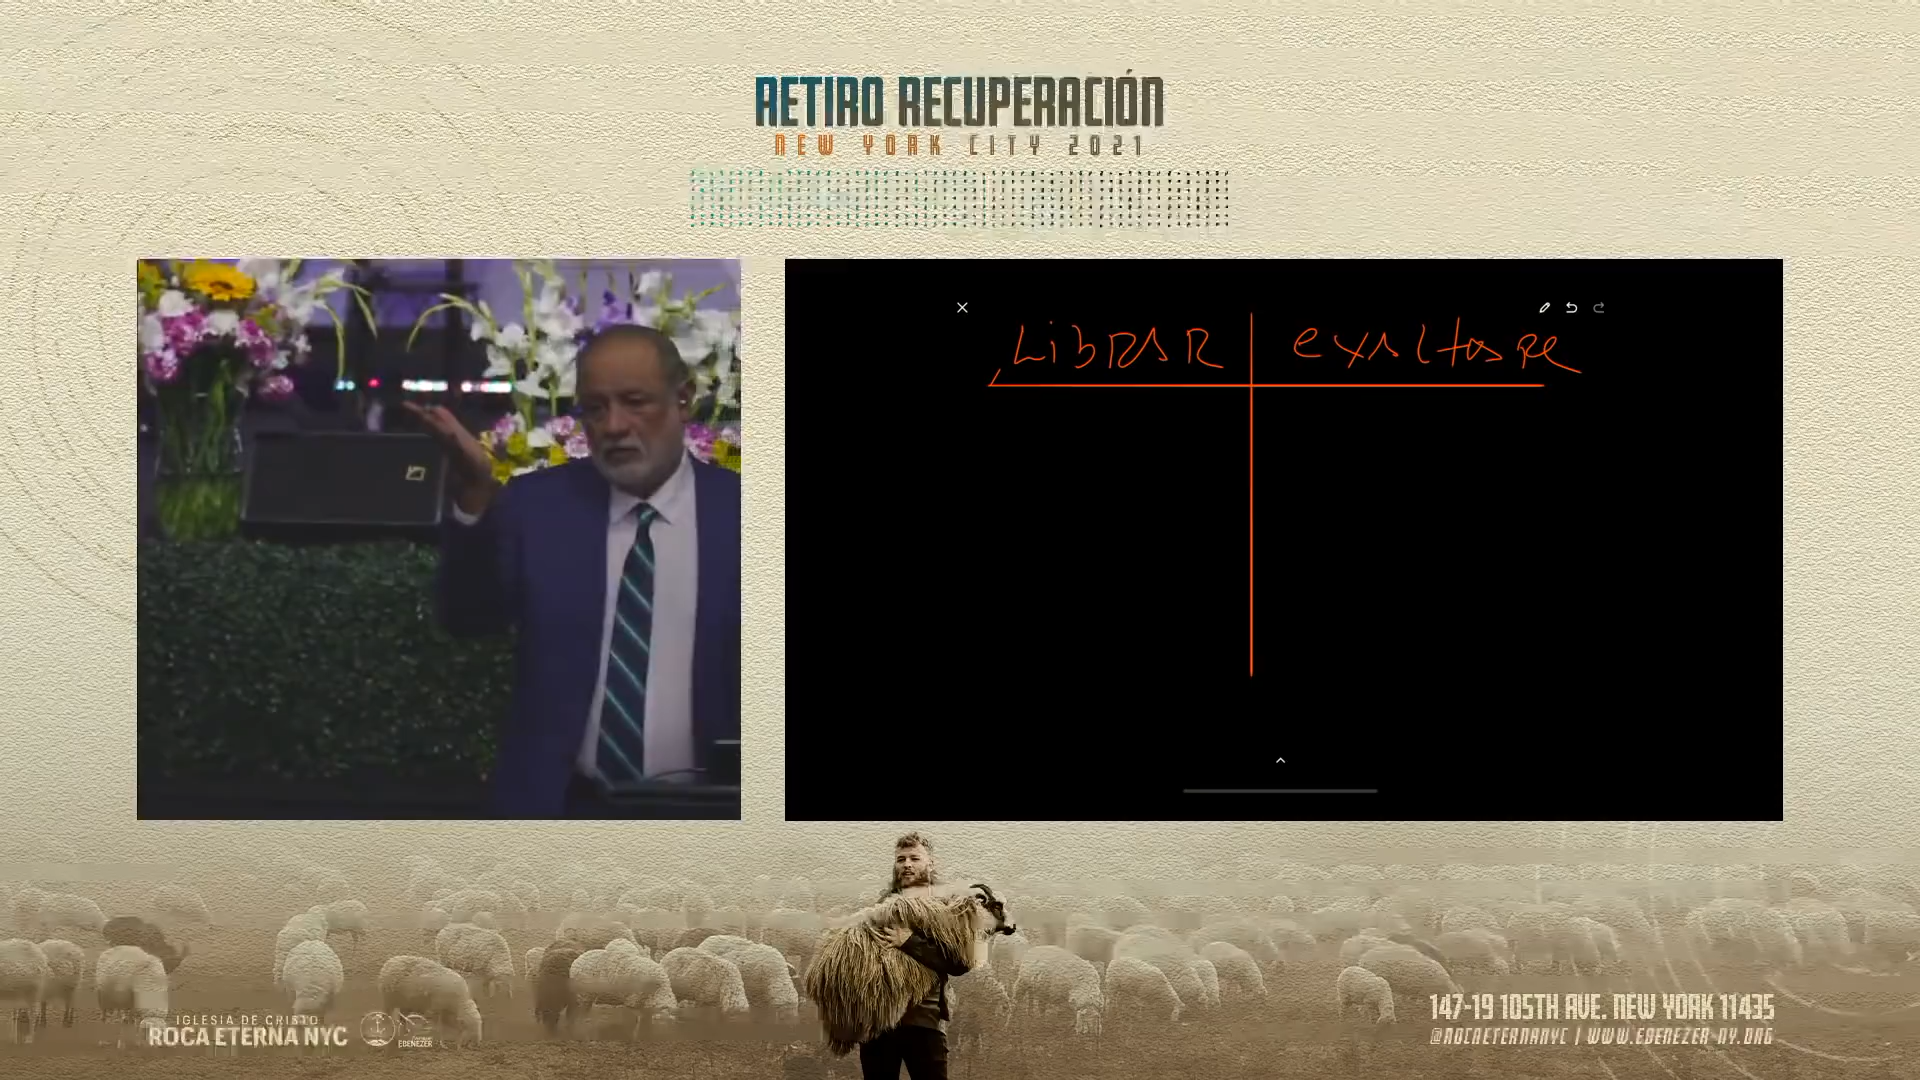 RETIRO RECUPERACIÓN
NEW YORK CITY 2021
LibRAR exaltaRe
IGLESIA DE CRISTO
ROCA ETERNA NYC
EBENEZER
147-19 105TH AVE. NEW YORK 11435
@ROCAETERNANYC | WWW.EBENEZER-NY.ORG